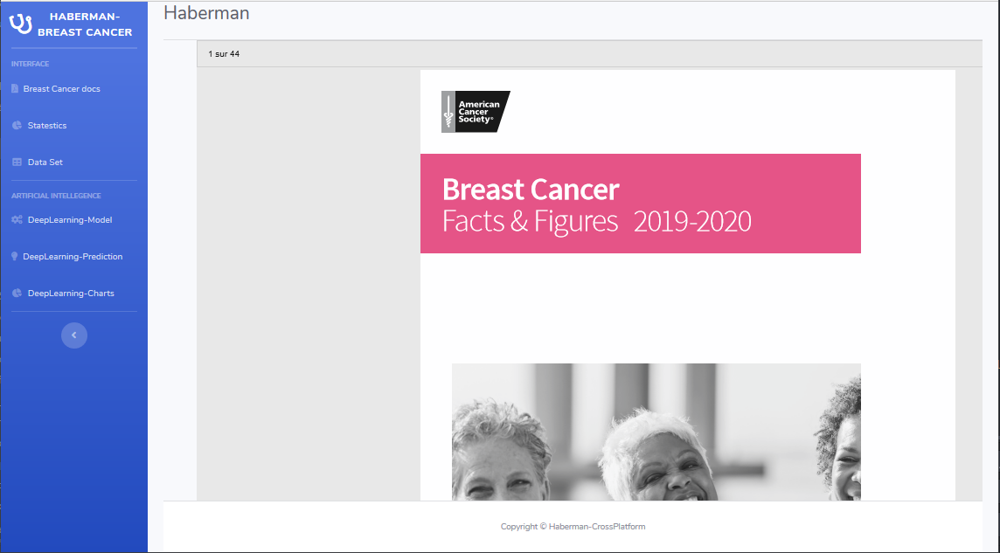 HABERMAN-
BREAST CANCER
INTERFACE
Breast Cancer docs
Statestics
Data Set
ARTIFICIAL INTELLEGENCE
DeepLearning-Model
DeepLearning-Prediction
DeepLearning-Charts
Haberman
1 sur 44
American
Cancer
Society®
Breast Cancer
Facts & Figures 2019-2020
Copyright © Haberman-CrossPlatform